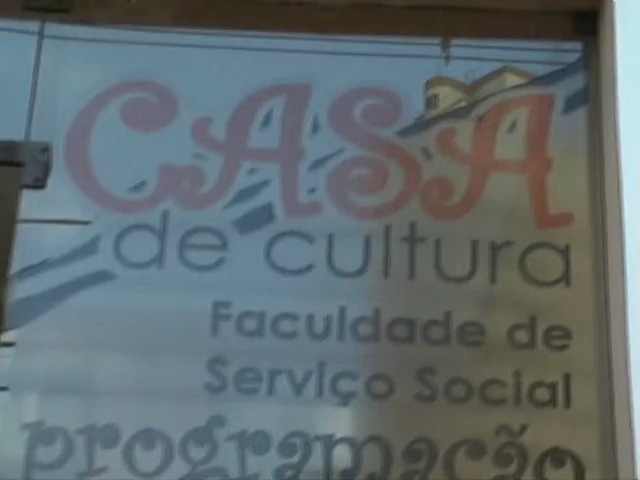 CASA
de cultura
Faculdade de
Serviço Social
programação